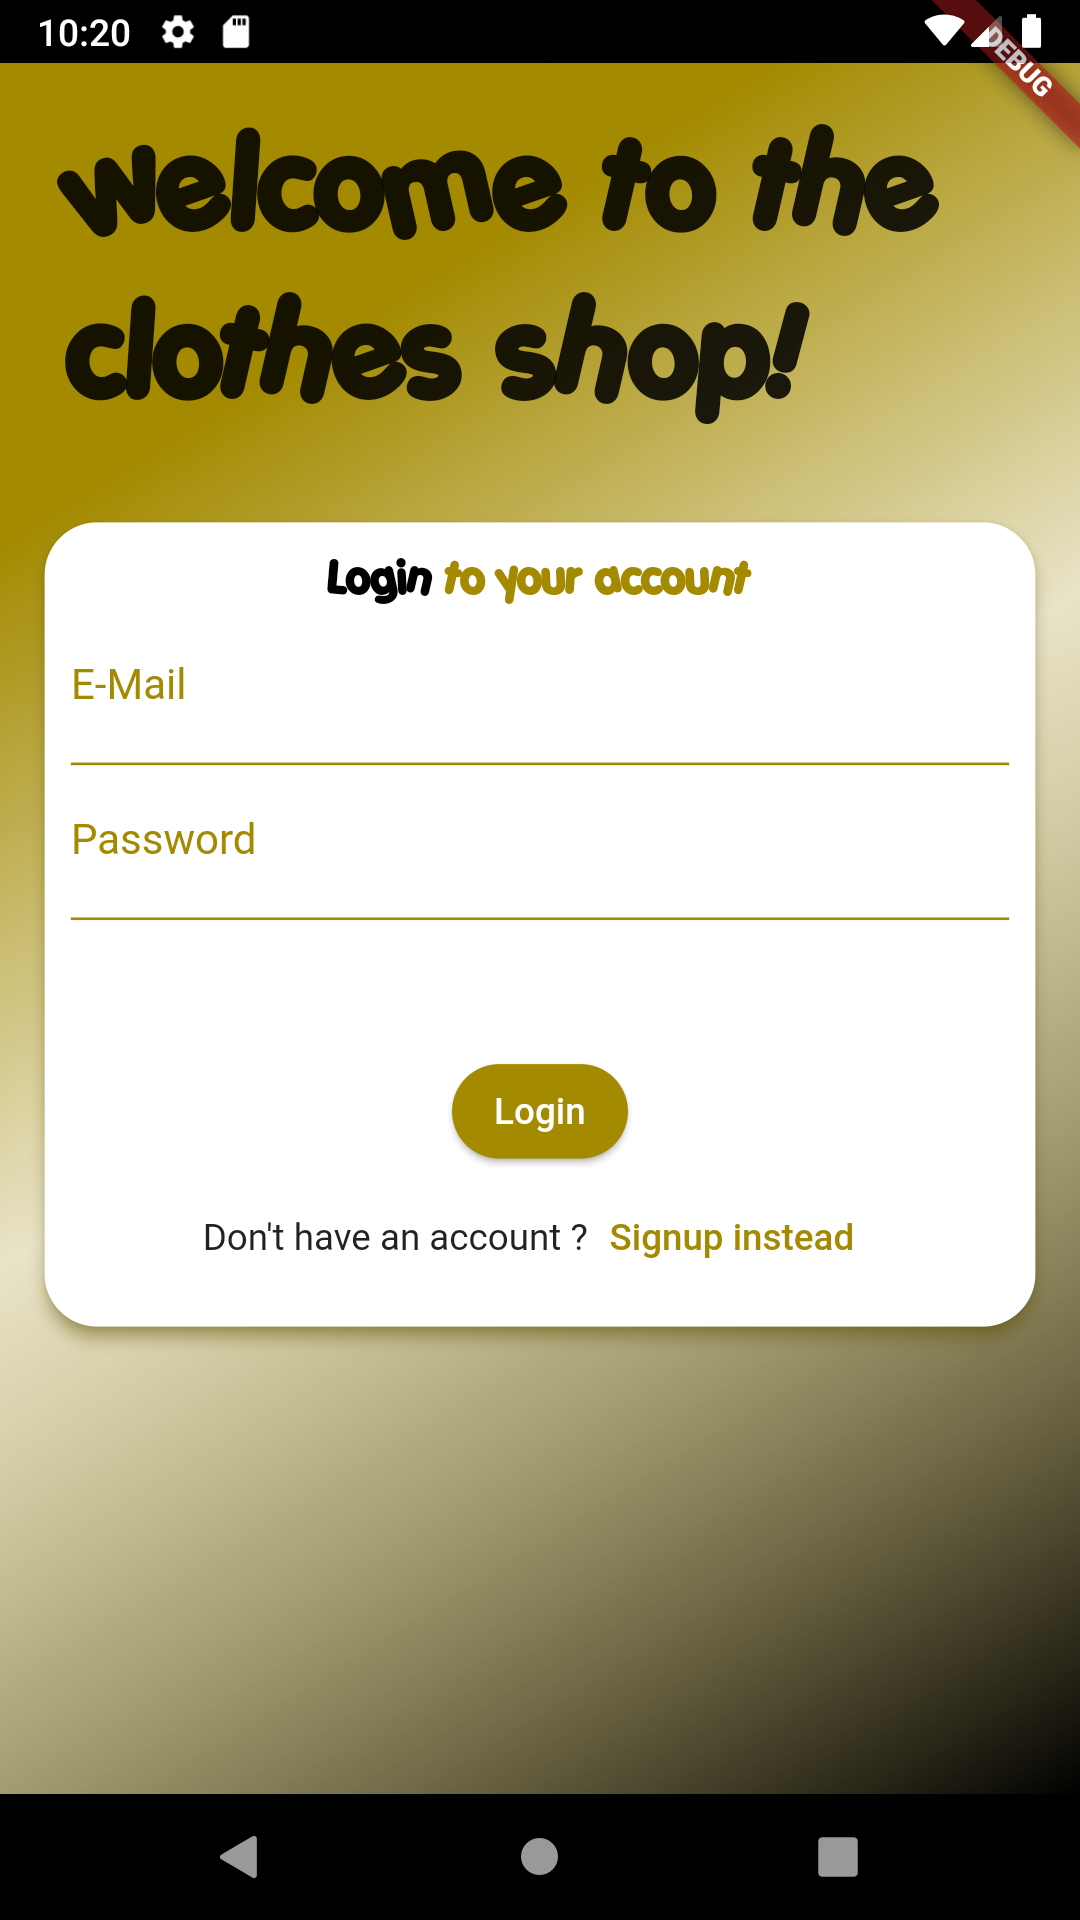 10:20
DEBUG
welcome to the
clothes shop!
Login to your account
E-Mail
Password
Login
Don't have an account ? Signup instead